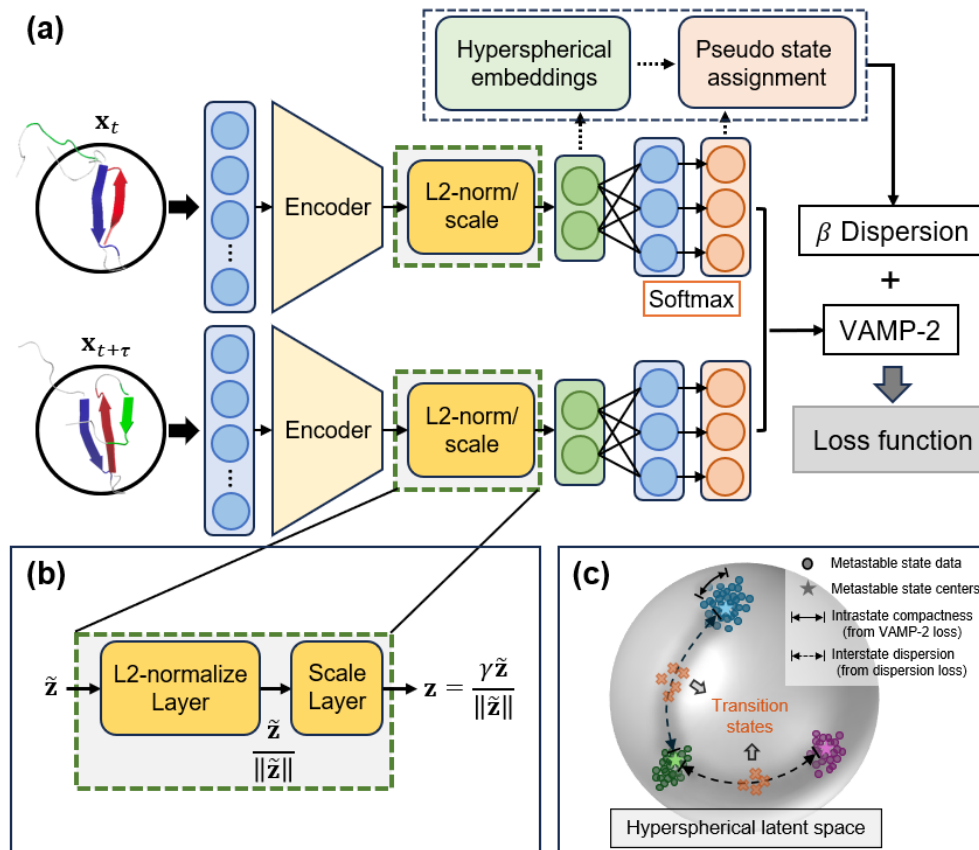 (a)
Hyperspherical
embeddings
Pseudo state
assignment
𝐱ₜ
Encoder
L2-norm/
scale
Softmax
β Dispersion
+
VAMP-2
Loss function
𝐱ₜ₊τ
Encoder
L2-norm/
scale
(b)
z̃
L2-normalize
Layer
Scale
Layer
z̃
‖z̃‖
z = γz̃
‖z̃‖
(c)
Metastable state data
Metastable state centers
Intrastate compactness
(from VAMP-2 loss)
Interstate dispersion
(from dispersion loss)
Transition
states
Hyperspherical latent space